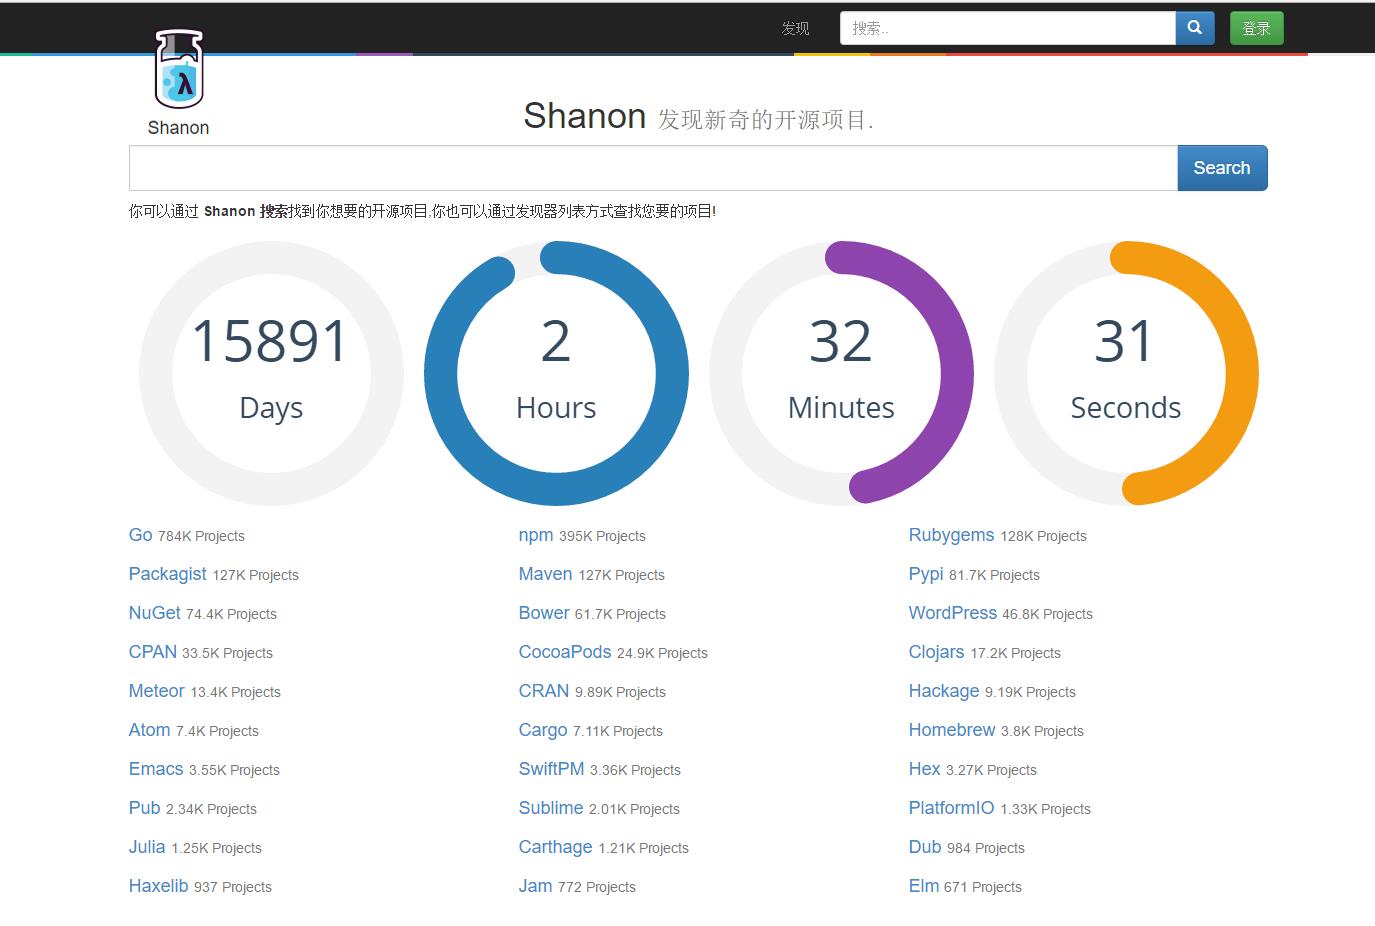 发现
搜索..
登录
Shanon
Shanon 发现新奇的开源项目.
Search
你可以通过 Shanon 搜索找到你想要的开源项目,你也可以通过发现器列表方式查找您要的项目!
15891
Days
2
Hours
32
Minutes
31
Seconds
Go 784K Projects
npm 395K Projects
Rubygems 128K Projects
Packagist 127K Projects
Maven 127K Projects
Pypi 81.7K Projects
NuGet 74.4K Projects
Bower 61.7K Projects
WordPress 46.8K Projects
CPAN 33.5K Projects
CocoaPods 24.9K Projects
Clojars 17.2K Projects
Meteor 13.4K Projects
CRAN 9.89K Projects
Hackage 9.19K Projects
Atom 7.4K Projects
Cargo 7.11K Projects
Homebrew 3.8K Projects
Emacs 3.55K Projects
SwiftPM 3.36K Projects
Hex 3.27K Projects
Pub 2.34K Projects
Sublime 2.01K Projects
PlatformIO 1.33K Projects
Julia 1.25K Projects
Carthage 1.21K Projects
Dub 984 Projects
Haxelib 937 Projects
Jam 772 Projects
Elm 671 Projects